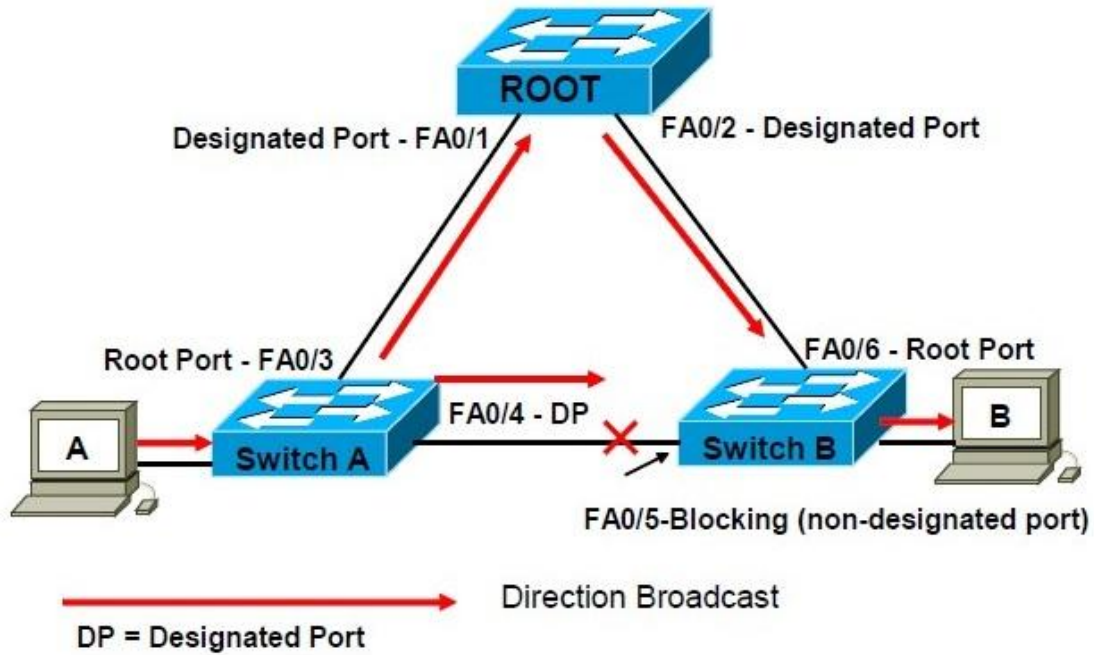 ROOT
Designated Port - FA0/1
FA0/2 - Designated Port
Root Port - FA0/3
FA0/6 - Root Port
A
Switch A
FA0/4 - DP
Switch B
B
FA0/5-Blocking (non-designated port)
Direction Broadcast
DP = Designated Port